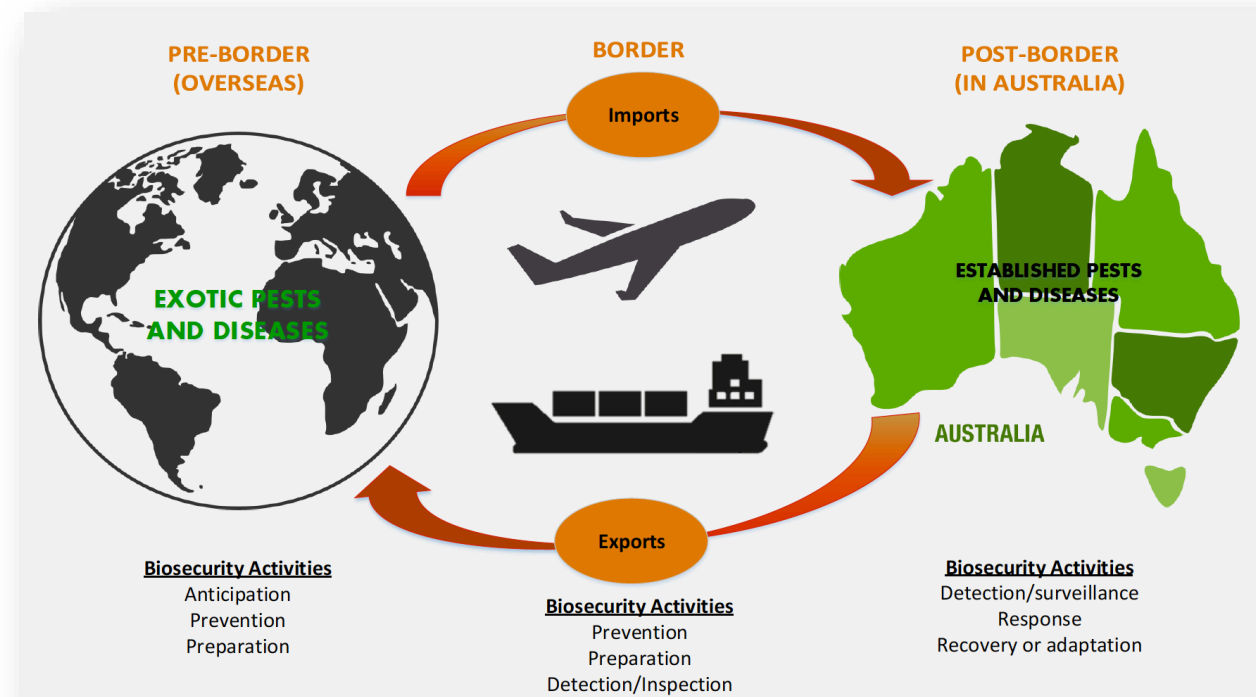 PRE-BORDER
(OVERSEAS)
BORDER
POST-BORDER
(IN AUSTRALIA)
Imports
EXOTIC PESTS
AND DISEASES
ESTABLISHED PESTS
AND DISEASES
AUSTRALIA
Exports
Biosecurity Activities
Anticipation
Prevention
Preparation
Biosecurity Activities
Prevention
Preparation
Detection/Inspection
Biosecurity Activities
Detection/surveillance
Response
Recovery or adaptation